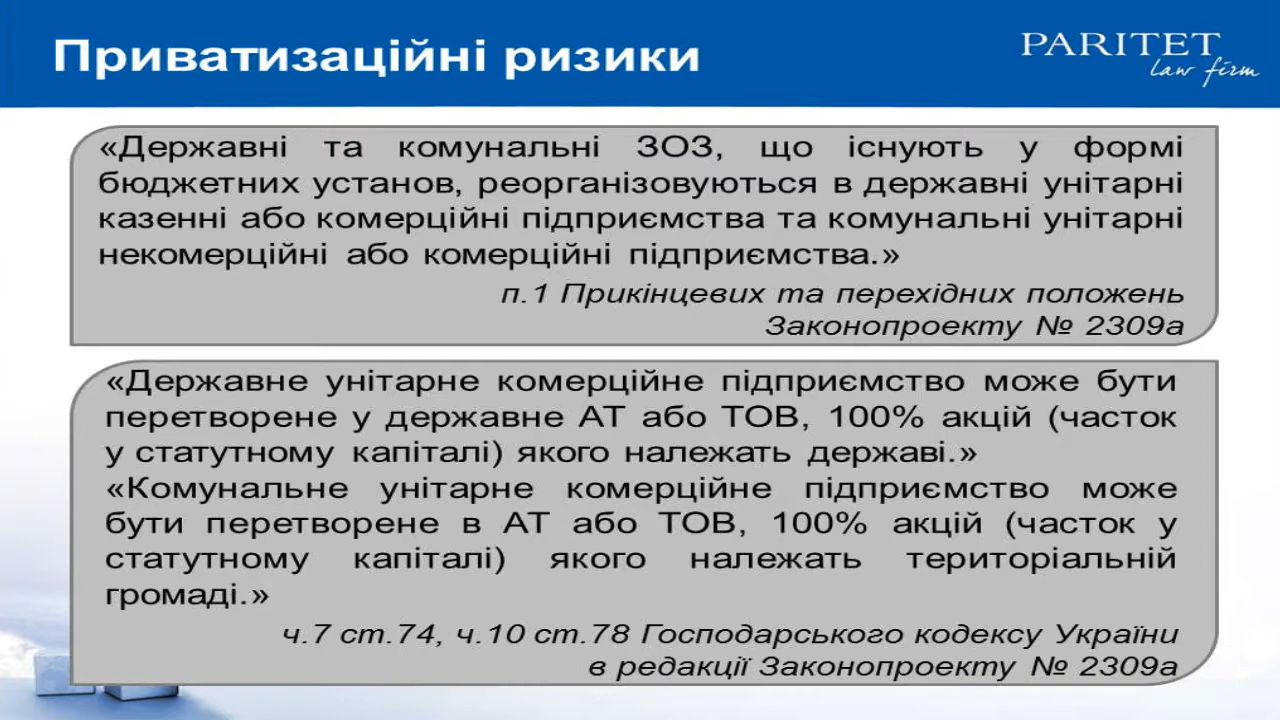 Приватизаційні ризики
PARITET
law firm
«Державні та комунальні ЗОЗ, що існують у формі
бюджетних установ, реорганізовуються в державні унітарні
казенні або комерційні підприємства та комунальні унітарні
некомерційні або комерційні підприємства.»
п.1 Прикінцевих та перехідних положень
Законопроекту № 2309а
«Державне унітарне комерційне підприємство може бути
перетворене у державне АТ або ТОВ, 100% акцій (часток
у статутному капіталі) якого належать державі.»
«Комунальне унітарне комерційне підприємство може
бути перетворене в АТ або ТОВ, 100% акцій (часток у
статутному капіталі) якого належать територіальній
громаді.»
ч.7 ст.74, ч.10 ст.78 Господарського кодексу України
в редакції Законопроекту № 2309а